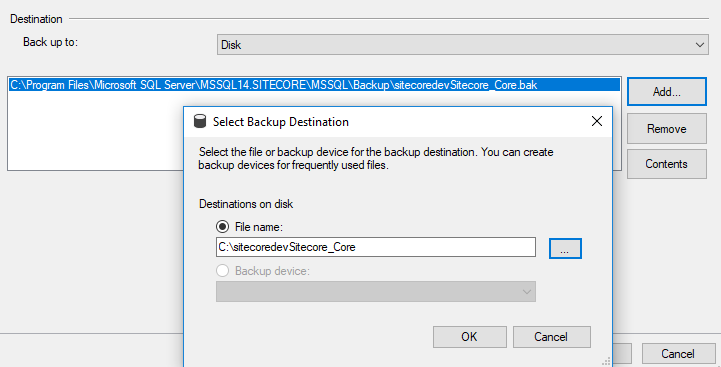 Destination
Back up to:
Disk
C:\Program Files\Microsoft SQL Server\MSSQL14.SITECORE\MSSQL\Backup\sitecoredevSitecore_Core.bak
Add...
Remove
Contents
Select Backup Destination
Select the file or backup device for the backup destination. You can create
backup devices for frequently used files.
Destinations on disk
File name:
C:\sitecoredevSitecore_Core
...
Backup device:
OK
Cancel
Cancel